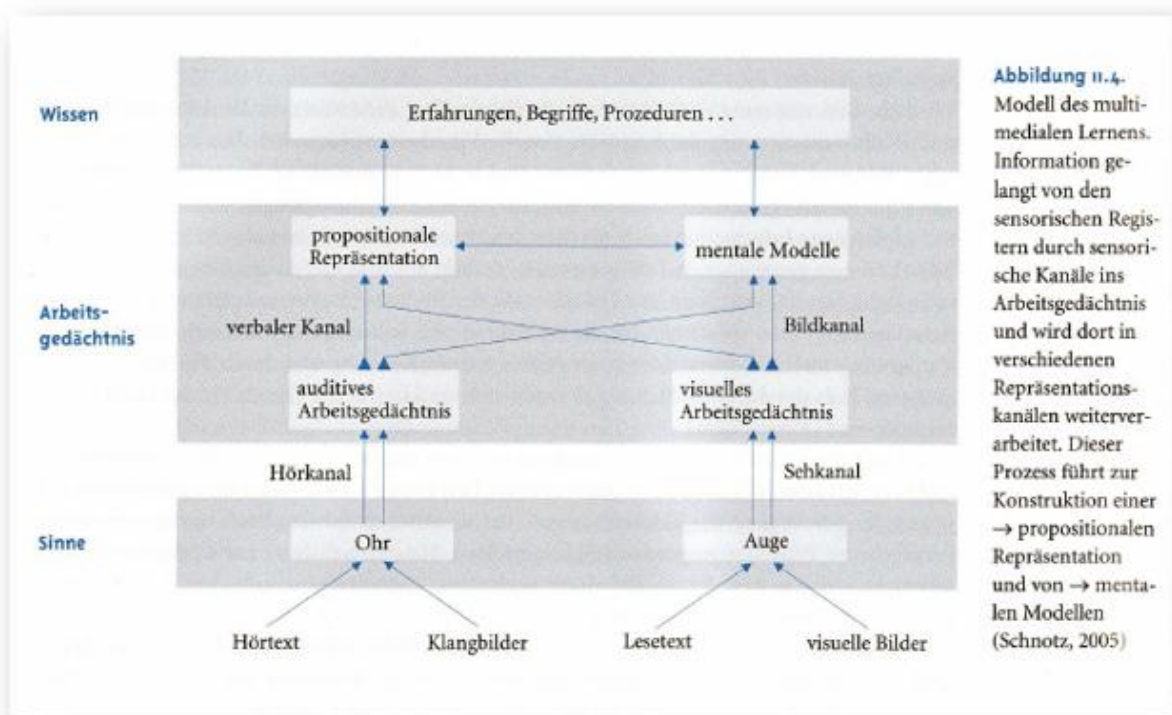 Wissen
Erfahrungen, Begriffe, Prozeduren . . .
propositionale
Repräsentation
mentale Modelle
Arbeits-
gedächtnis
verbaler Kanal
Bildkanal
auditives
Arbeitsgedächtnis
visuelles
Arbeitsgedächtnis
Hörkanal
Sehkanal
Sinne
Ohr
Auge
Hörtext
Klangbilder
Lesetext
visuelle Bilder
Abbildung 11.4.
Modell des multi-
medialen Lernens.
Information ge-
langt von den
sensorischen Regis-
tern durch sensori-
sche Kanäle ins
Arbeitsgedächtnis
und wird dort in
verschiedenen
Repräsentations-
kanälen weiterver-
arbeitet. Dieser
Prozess führt zur
Konstruktion einer
→ propositionalen
Repräsentation
und von → menta-
len Modellen
(Schnotz, 2005)